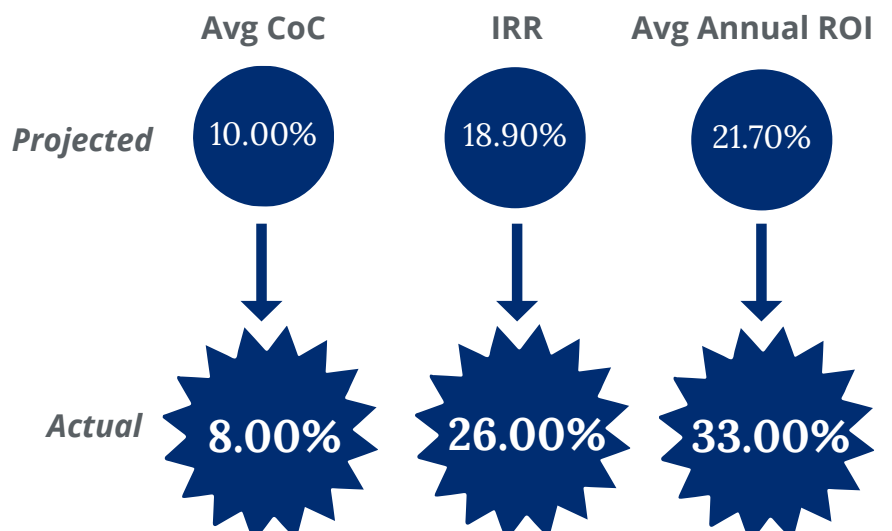 Avg CoC IRR Avg Annual ROI
Projected 10.00% 18.90% 21.70%
Actual 8.00% 26.00% 33.00%